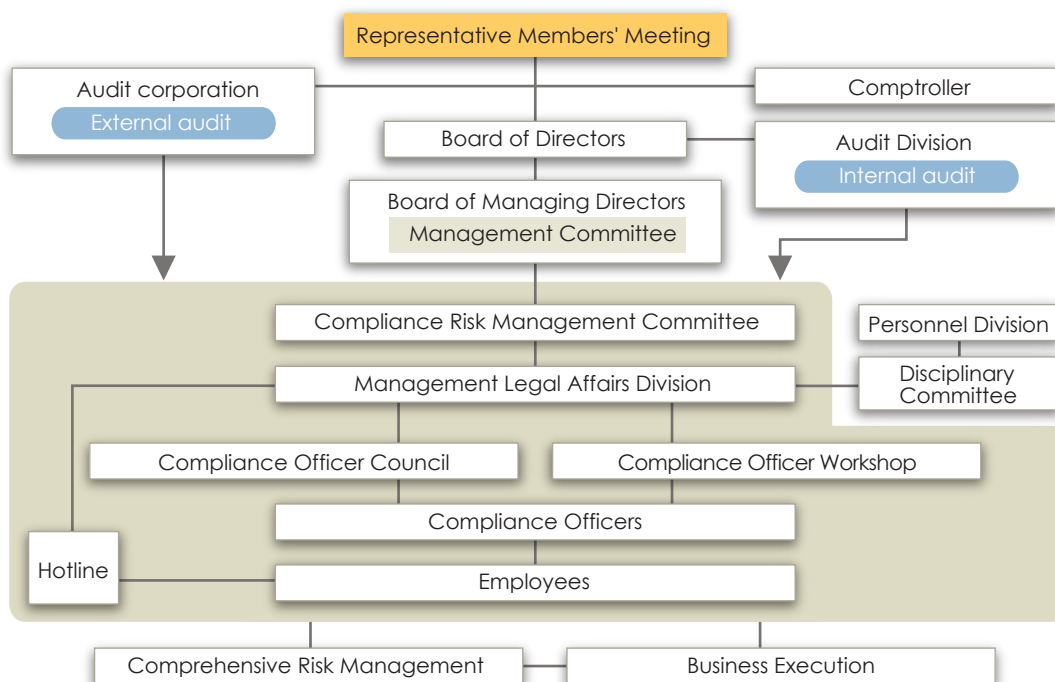 Representative Members' Meeting
Audit corporation
External audit
Comptroller
Board of Directors
Audit Division
Internal audit
Board of Managing Directors
Management Committee
Compliance Risk Management Committee
Personnel Division
Management Legal Affairs Division
Disciplinary
Committee
Compliance Officer Council
Compliance Officer Workshop
Compliance Officers
Hotline
Employees
Comprehensive Risk Management
Business Execution